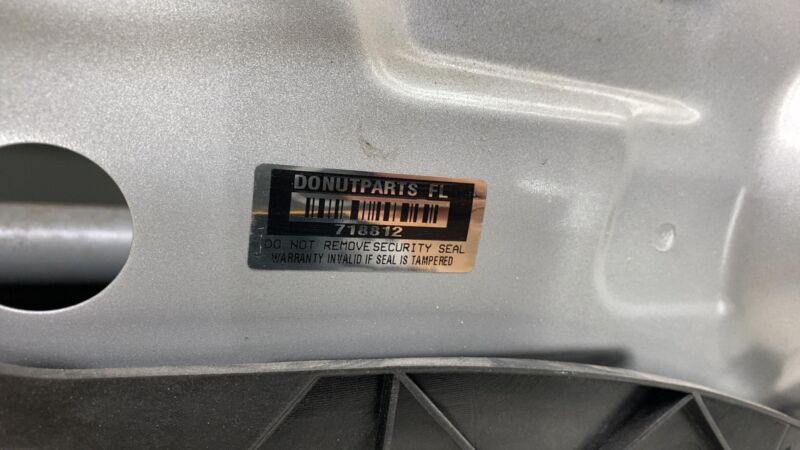 DONUTPARTS FL
718812
DO NOT REMOVE SECURITY SEAL
WARRANTY INVALID IF SEAL IS TAMPERED